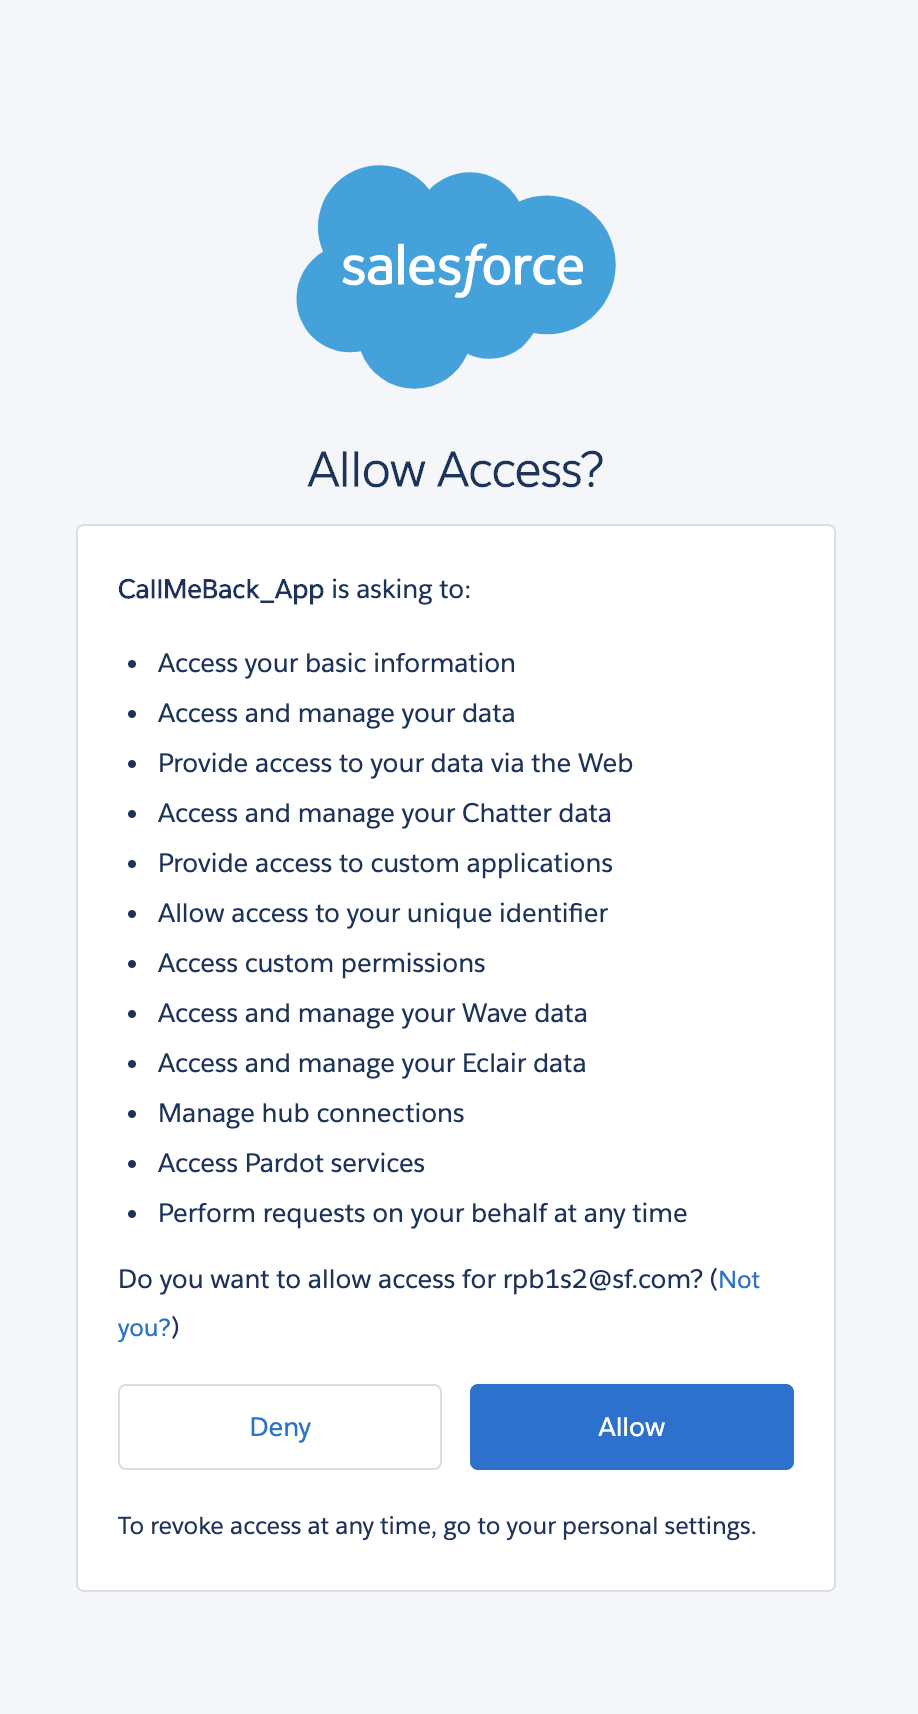 salesforce
Allow Access?
CallMeBack_App is asking to:
• Access your basic information
• Access and manage your data
• Provide access to your data via the Web
• Access and manage your Chatter data
• Provide access to custom applications
• Allow access to your unique identifier
• Access custom permissions
• Access and manage your Wave data
• Access and manage your Eclair data
• Manage hub connections
• Access Pardot services
• Perform requests on your behalf at any time
Do you want to allow access for rpb1s2@sf.com? (Not
you?)
Deny
Allow
To revoke access at any time, go to your personal settings.